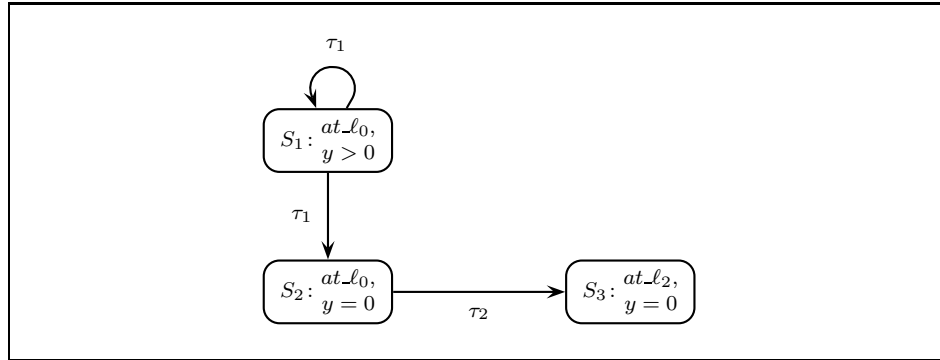 τ₁
S₁: at_ℓ₀,
y > 0
τ₁
S₂: at_ℓ₀,
y = 0
τ₂
S₃: at_ℓ₂,
y = 0